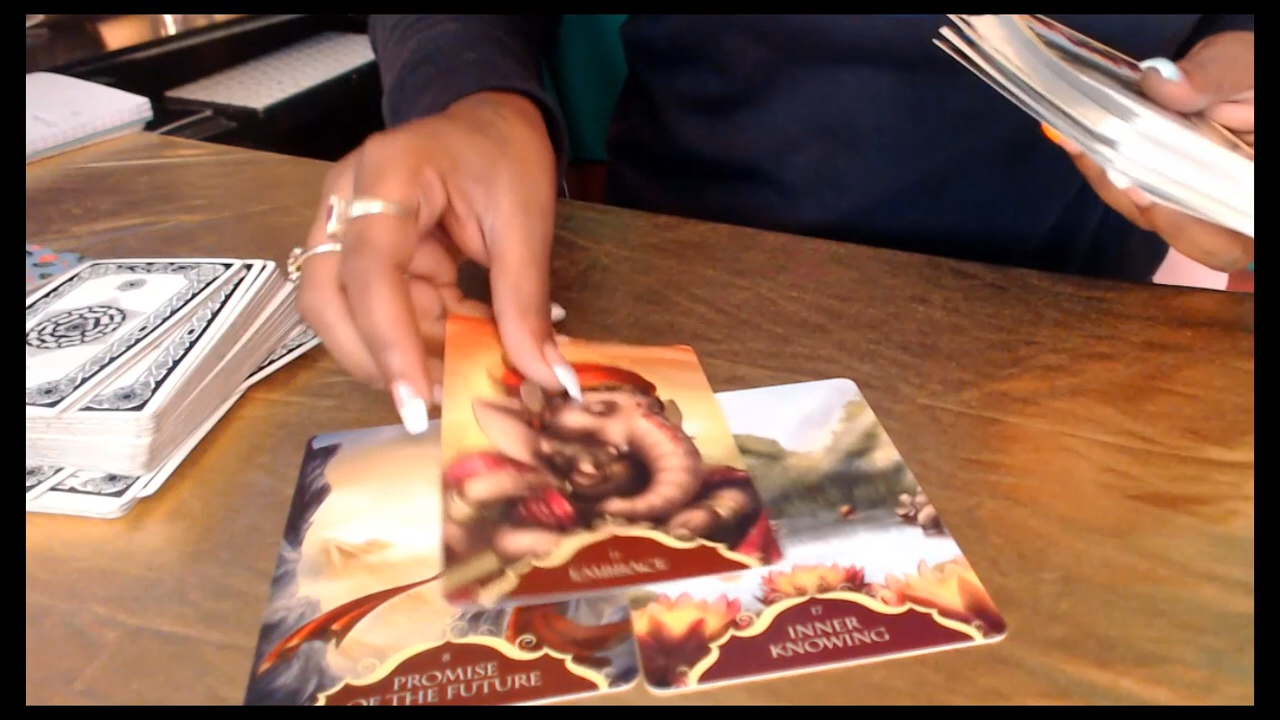 EMBRACE
8
PROMISE
OF THE FUTURE
17
INNER
KNOWING